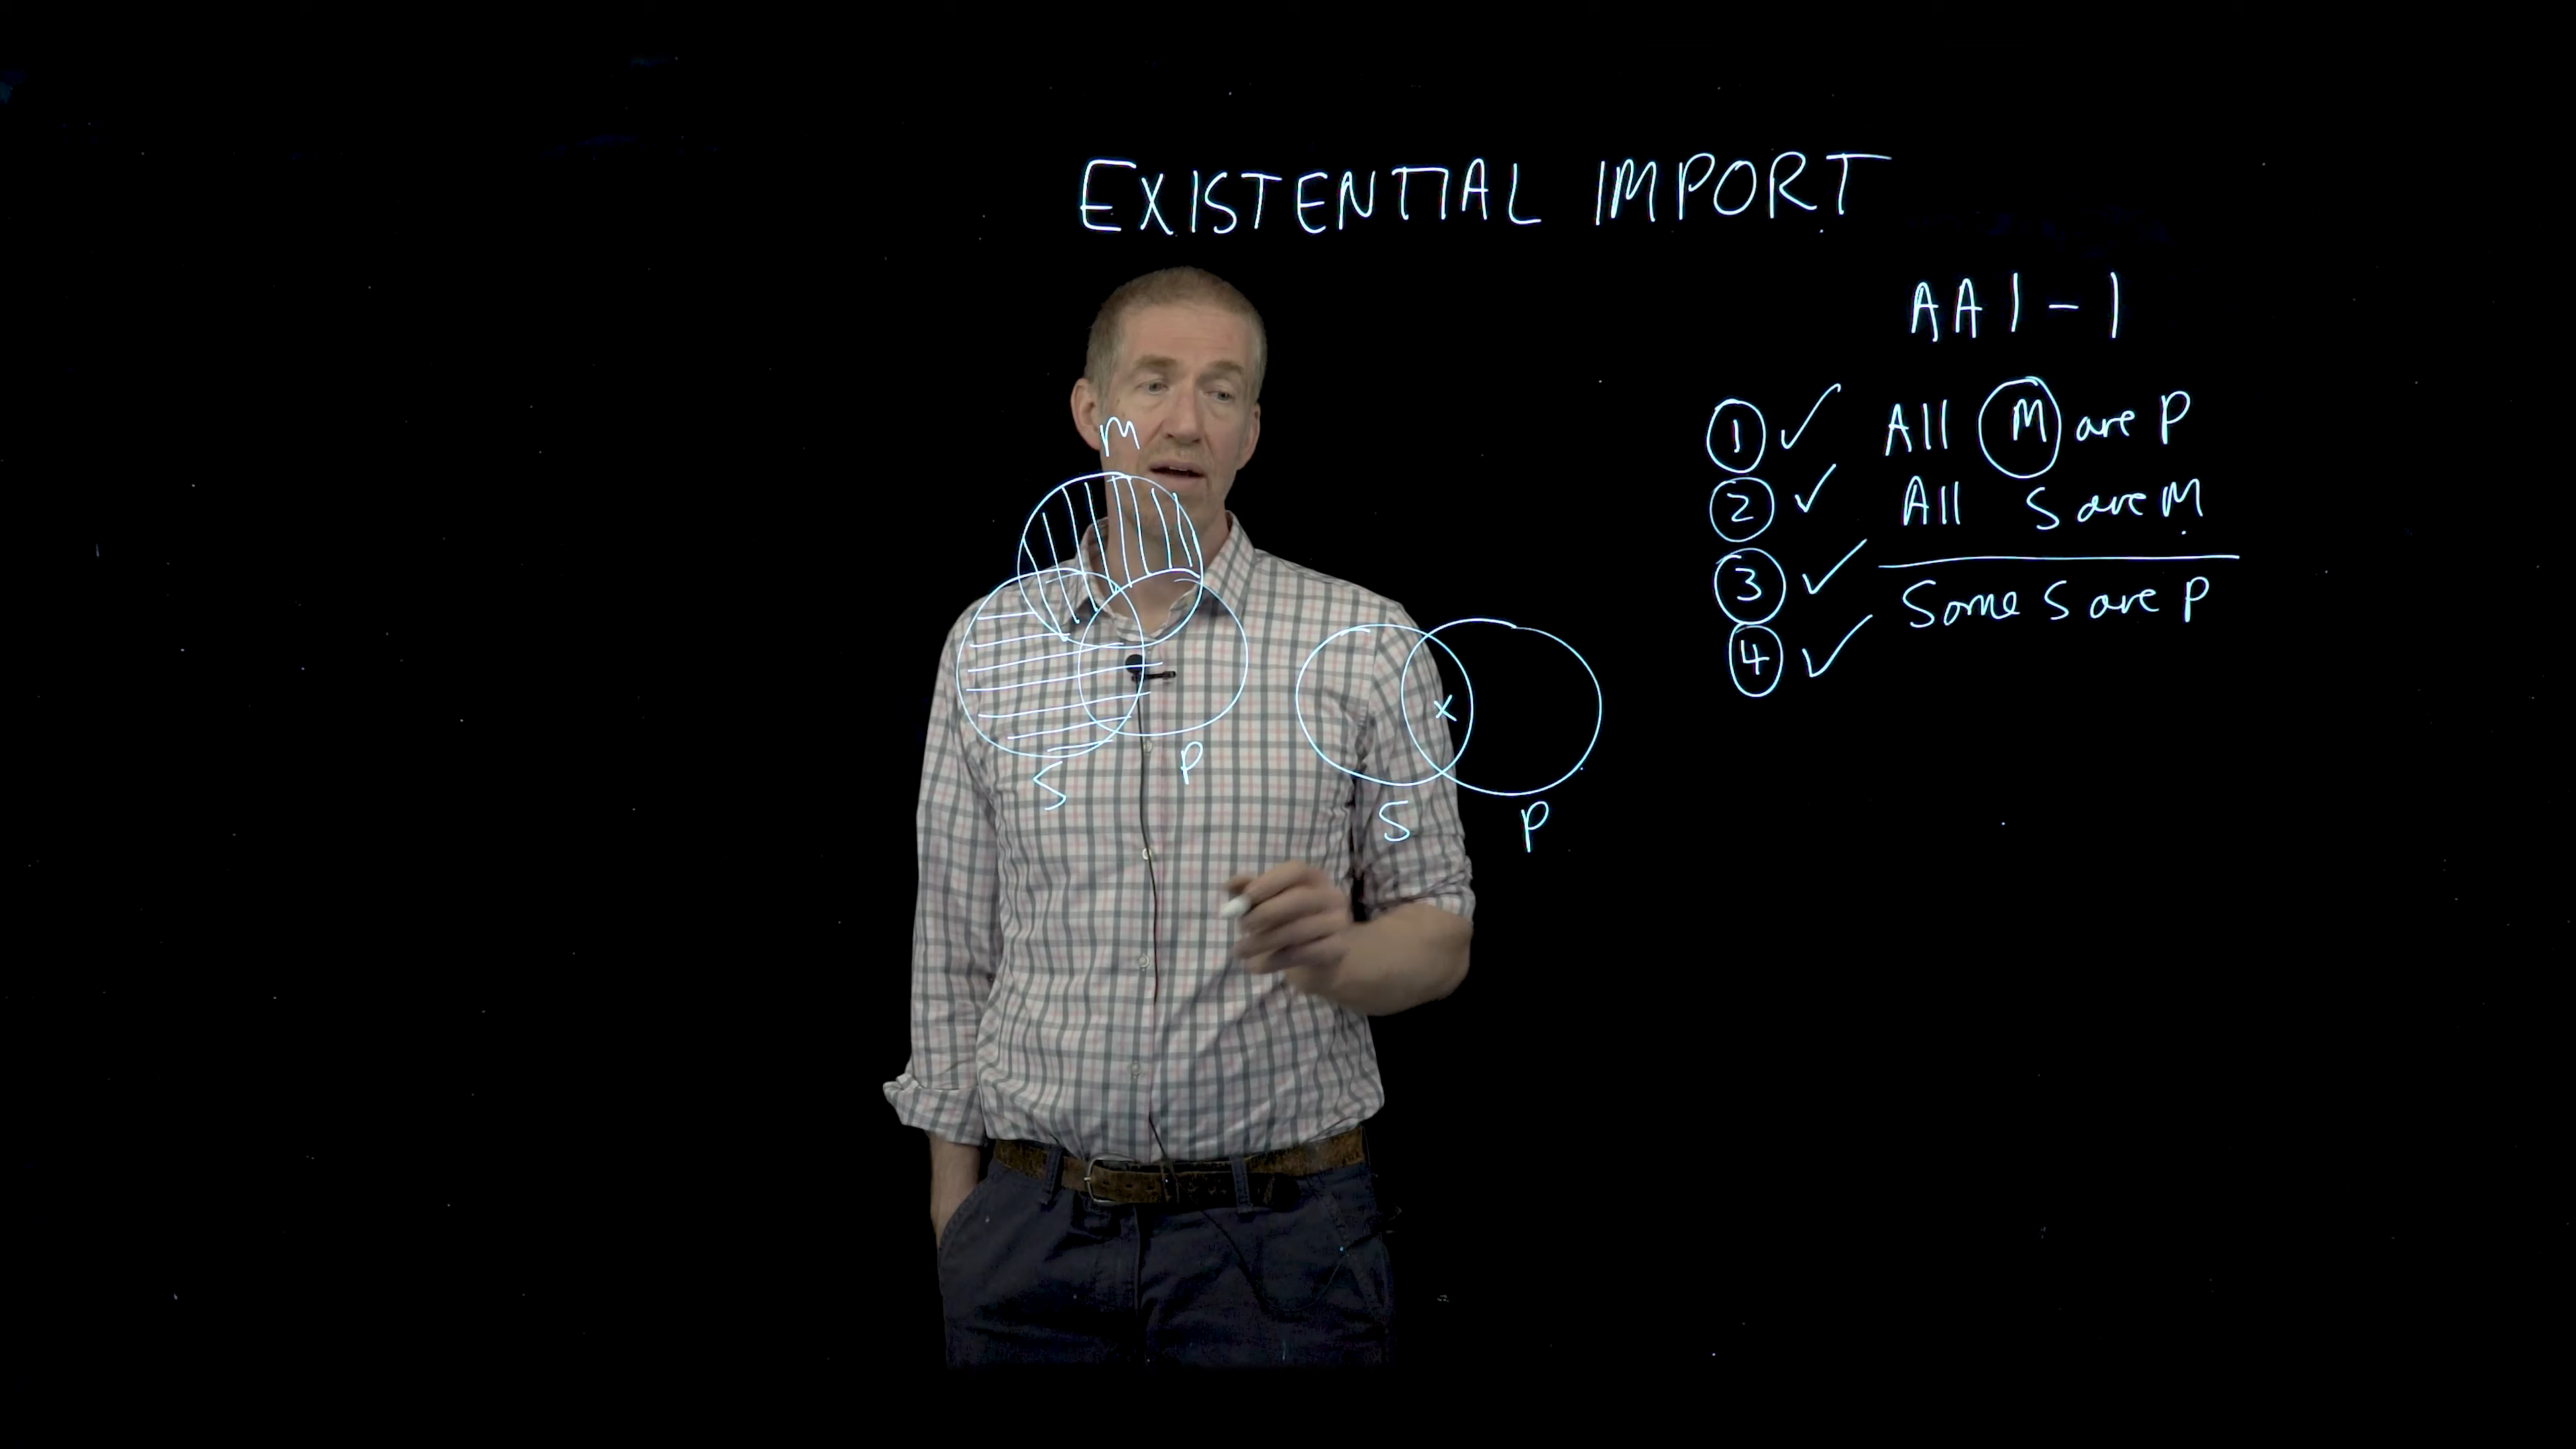 EXISTENTIAL IMPORT
AAI-1
① ✓ All M are P
② ✓ All S are M
③ ✓ Some S are P
④ ✓
M
S P
X
S P